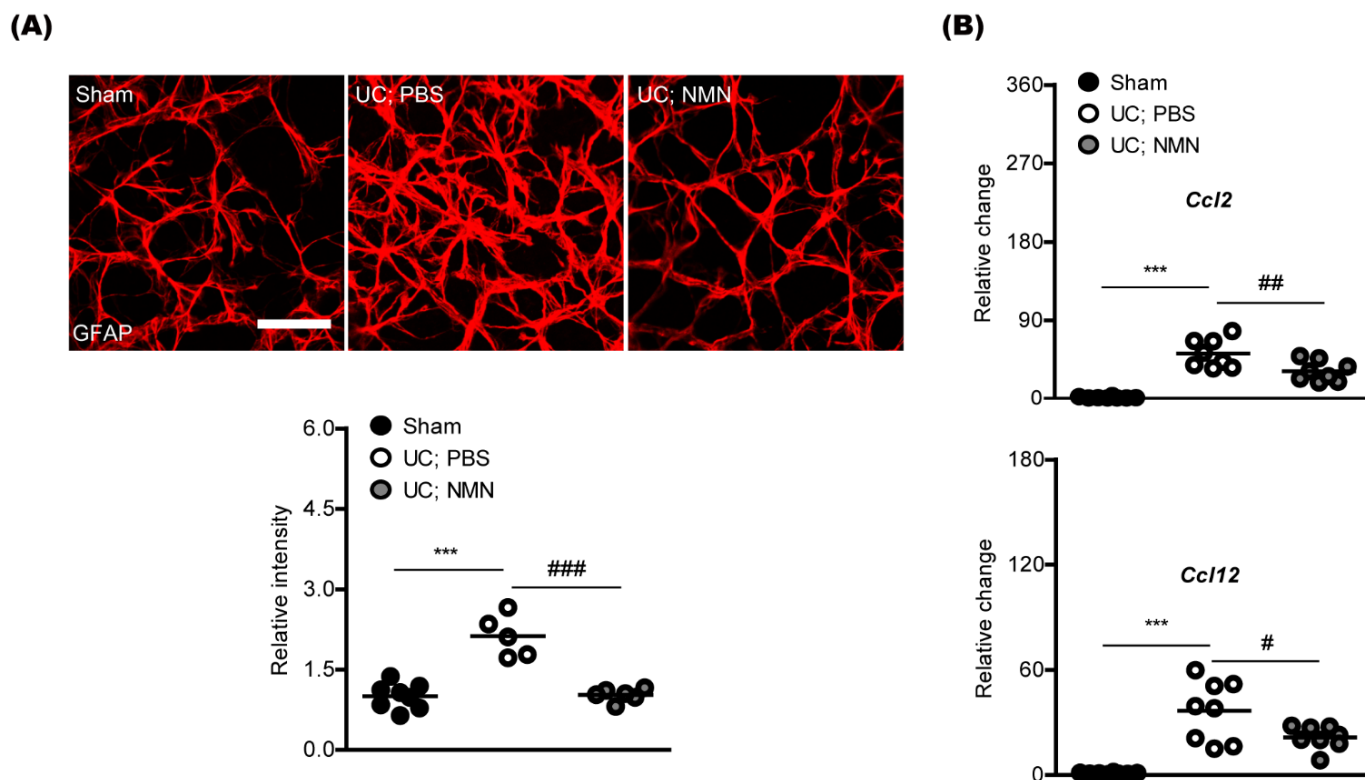 (A)
Sham
UC; PBS
UC; NMN
GFAP
6.0
4.5
3.0
1.5
0.0
Relative intensity
Sham
UC; PBS
UC; NMN
***
###
(B)
360
270
180
90
0
Relative change
Sham
UC; PBS
UC; NMN
Ccl2
***
##
180
120
60
0
Relative change
Ccl12
***
#